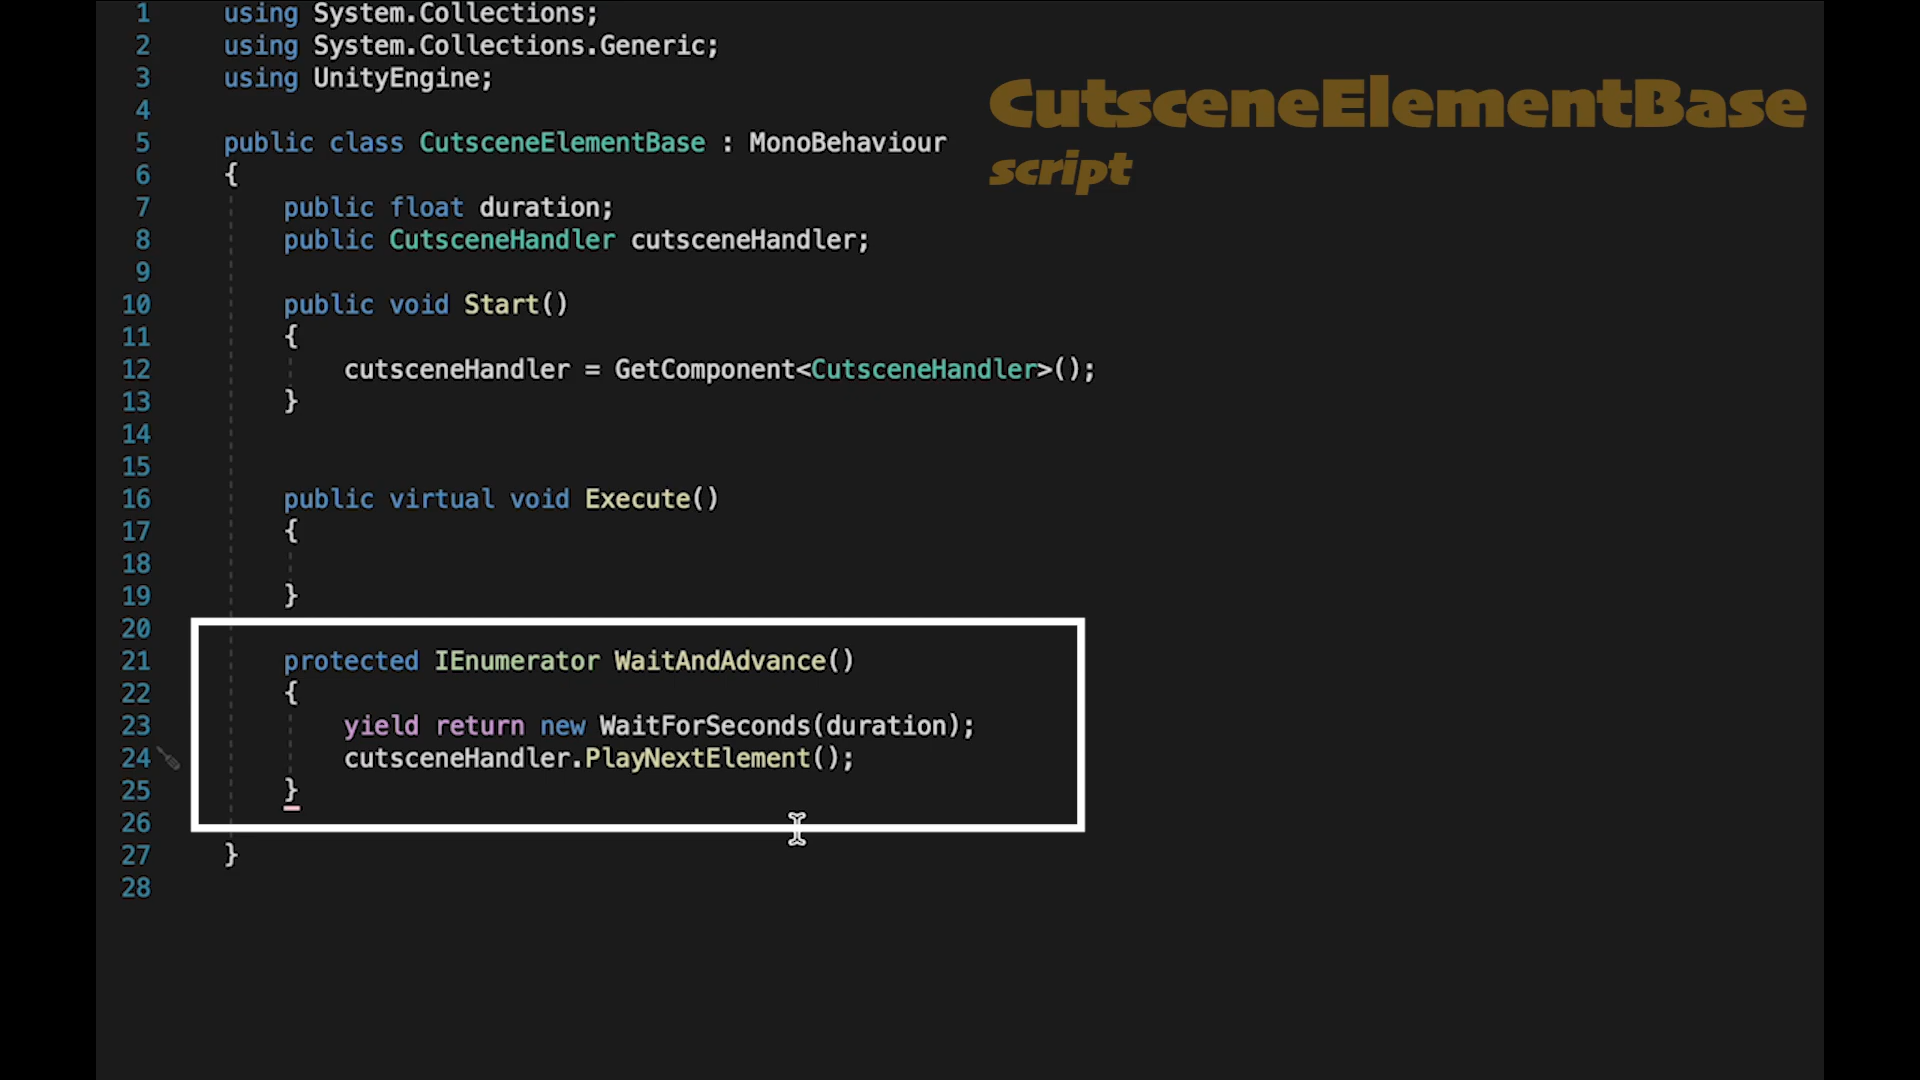 1 using System.Collections;
2 using System.Collections.Generic;
3 using UnityEngine;
4
5 public class CutsceneElementBase : MonoBehaviour
6 {
7 public float duration;
8 public CutsceneHandler cutsceneHandler;
9
10 public void Start()
11 {
12 cutsceneHandler = GetComponent<CutsceneHandler>();
13 }
14
15
16 public virtual void Execute()
17 {
18
19 }
20
21 protected IEnumerator WaitAndAdvance()
22 {
23 yield return new WaitForSeconds(duration);
24 cutsceneHandler.PlayNextElement();
25 }
26
27 }
28
CutsceneElementBase
script